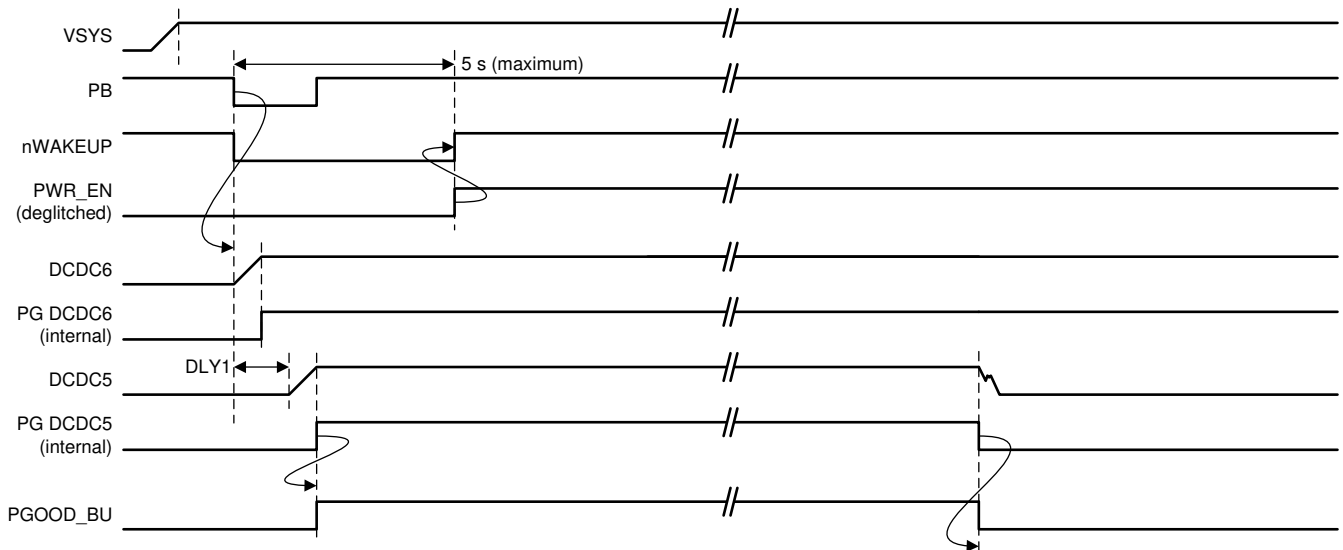 VSYS
5 s (maximum)
PB
nWAKEUP
PWR_EN
(deglitched)
DCDC6
PG DCDC6
(internal)
DLY1
DCDC5
PG DCDC5
(internal)
PGOOD_BU